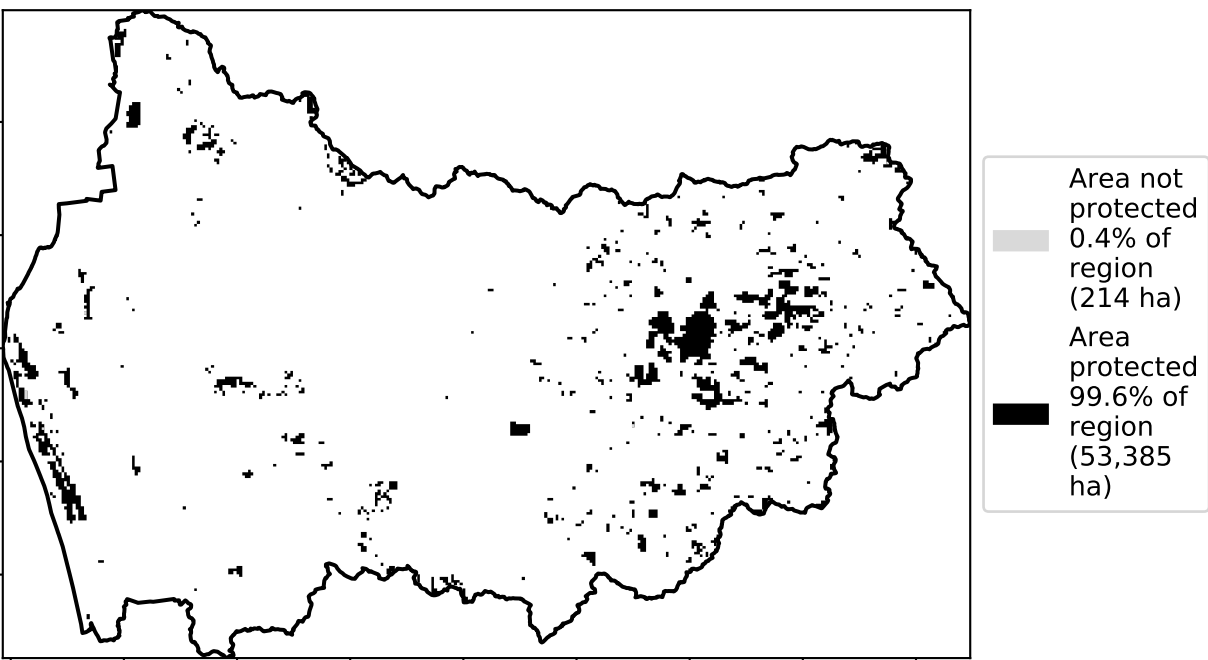 Area not
protected
0.4% of
region
(214 ha)
Area
protected
99.6% of
region
(53,385
ha)